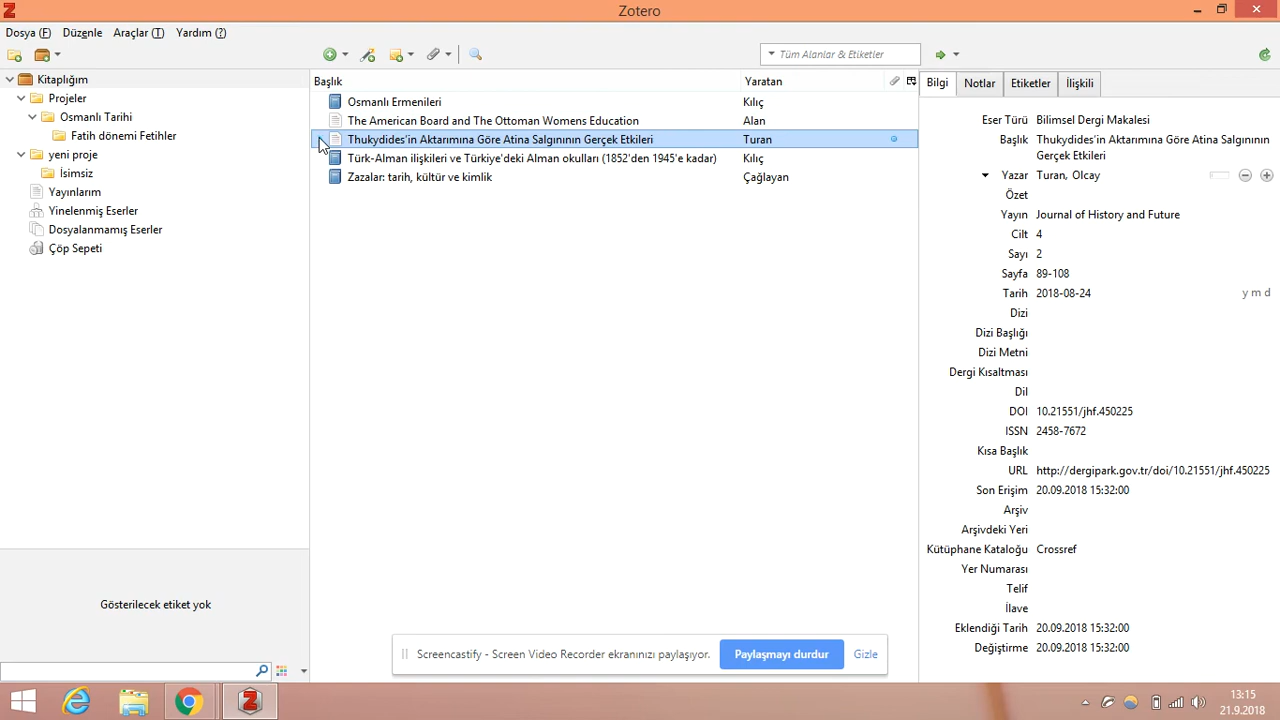 Zotero
Dosya (F) Düzenle Araçlar (T) Yardım (?)
Tüm Alanlar & Etiketler
Kitaplığım
Projeler
Osmanlı Tarihi
Fatih dönemi Fetihler
yeni proje
İsimsiz
Yayınlarım
Yinelenmiş Eserler
Dosyalanmamış Eserler
Çöp Sepeti
Gösterilecek etiket yok
Başlık Yaratan
Osmanlı Ermenileri Kılıç
The American Board and The Ottoman Womens Education Alan
Thukydides'in Aktarımına Göre Atina Salgınının Gerçek Etkileri Turan
Türk-Alman ilişkileri ve Türkiye'deki Alman okulları (1852'den 1945'e kadar) Kılıç
Zazalar: tarih, kültür ve kimlik Çağlayan
Bilgi Notlar Etiketler İlişkili
Eser Türü Bilimsel Dergi Makalesi
Başlık Thukydides'in Aktarımına Göre Atina Salgınının
Gerçek Etkileri
Yazar Turan, Olcay
Özet
Yayın Journal of History and Future
Cilt 4
Sayı 2
Sayfa 89-108
Tarih 2018-08-24 y m d
Dizi
Dizi Başlığı
Dizi Metni
Dergi Kısaltması
Dil
DOI 10.21551/jhf.450225
ISSN 2458-7672
Kısa Başlık
URL http://dergipark.gov.tr/doi/10.21551/jhf.450225
Son Erişim 20.09.2018 15:32:00
Arşiv
Arşivdeki Yeri
Kütüphane Kataloğu Crossref
Yer Numarası
Telif
İlave
Eklendiği Tarih 20.09.2018 15:32:00
Değiştirme 20.09.2018 15:32:00
Screencastify - Screen Video Recorder ekranınızı paylaşıyor. Paylaşmayı durdur Gizle
13:15
21.9.2018